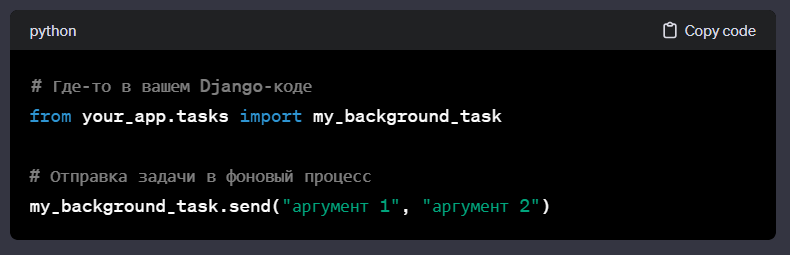 python
Copy code
# Где-то в вашем Django-коде
from your_app.tasks import my_background_task
# Отправка задачи в фоновый процесс
my_background_task.send("аргумент 1", "аргумент 2")